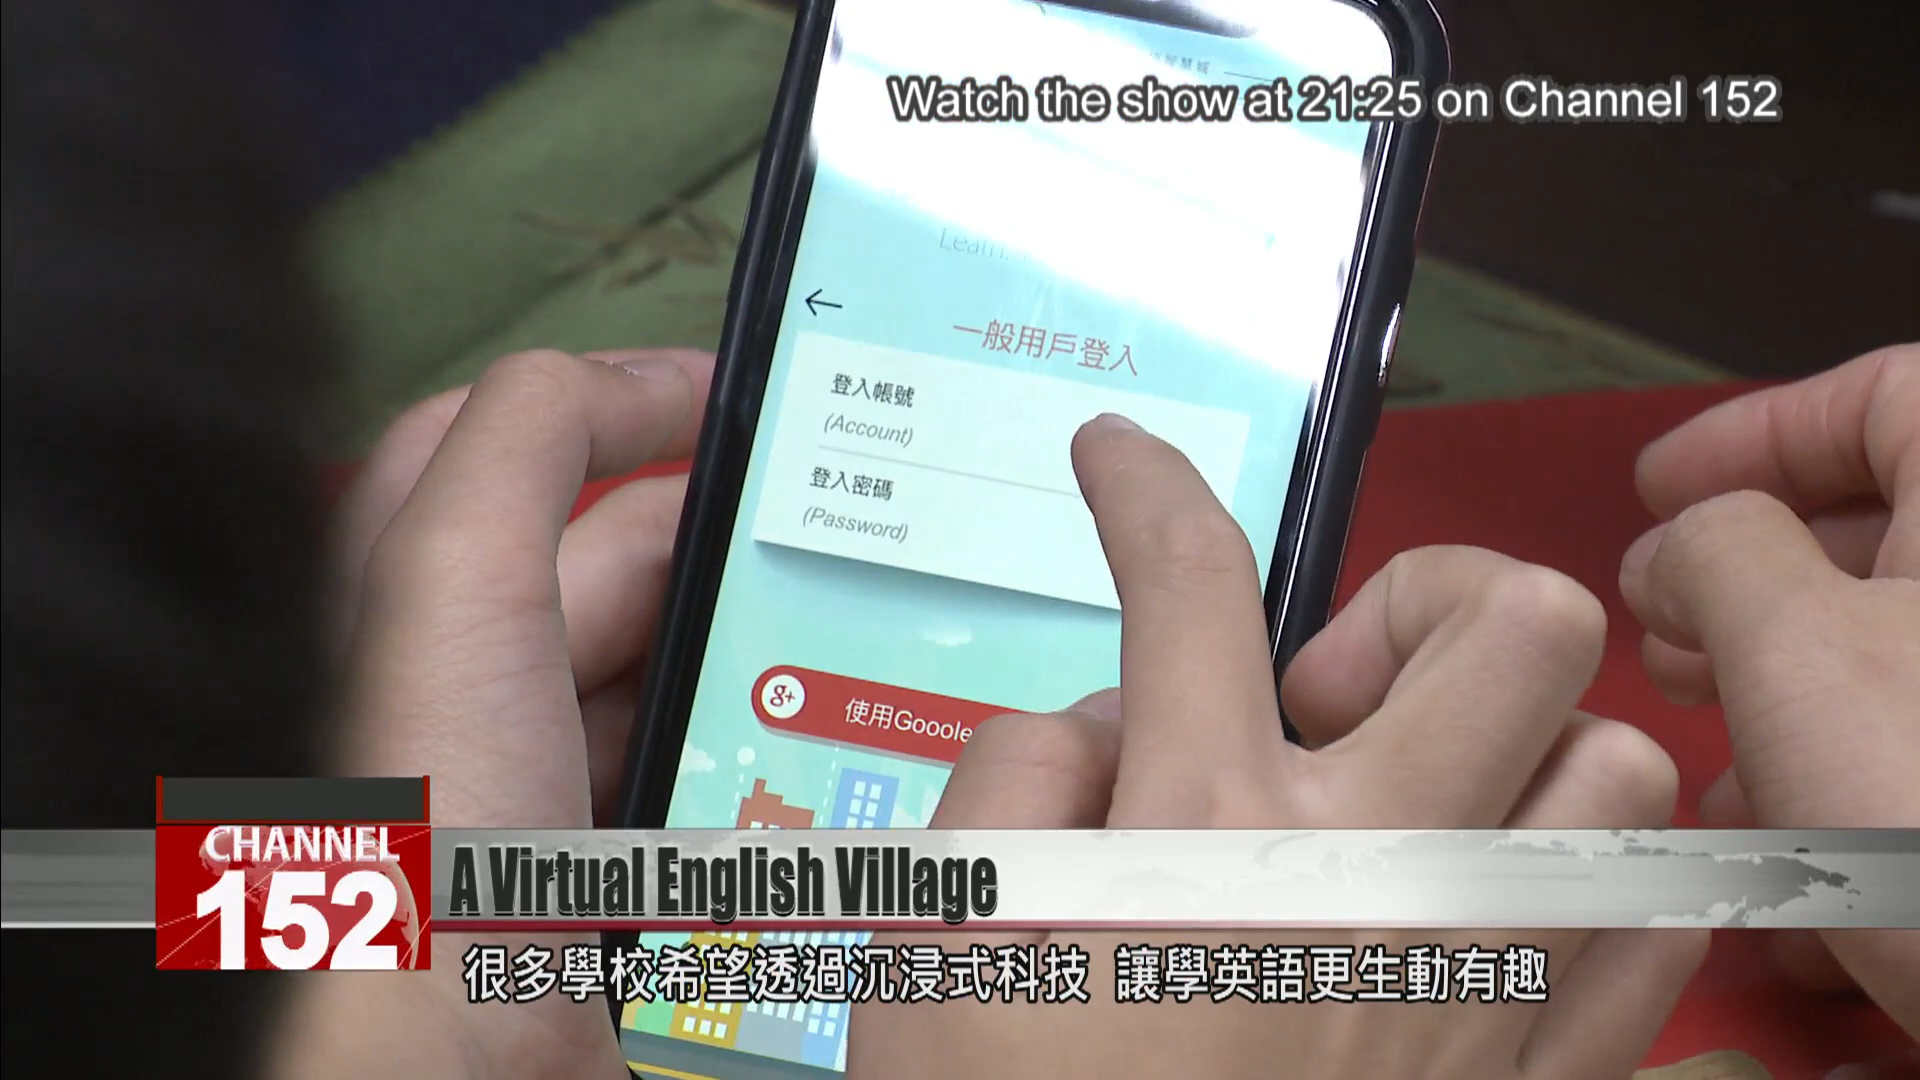 Watch the show at 21:25 on Channel 152
一般用戶登入
登入帳號
(Account)
登入密碼
(Password)
g+ 使用Google
CHANNEL
152
A Virtual English Village
很多學校希望透過沉浸式科技 讓學英語更生動有趣